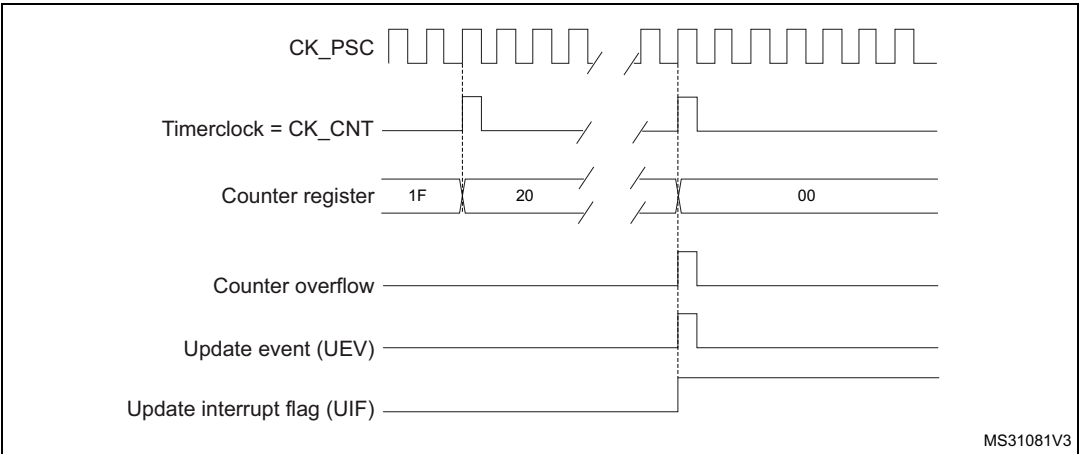 CK_PSC
Timerclock = CK_CNT
Counter register 1F 20 00
Counter overflow
Update event (UEV)
Update interrupt flag (UIF)
MS31081V3